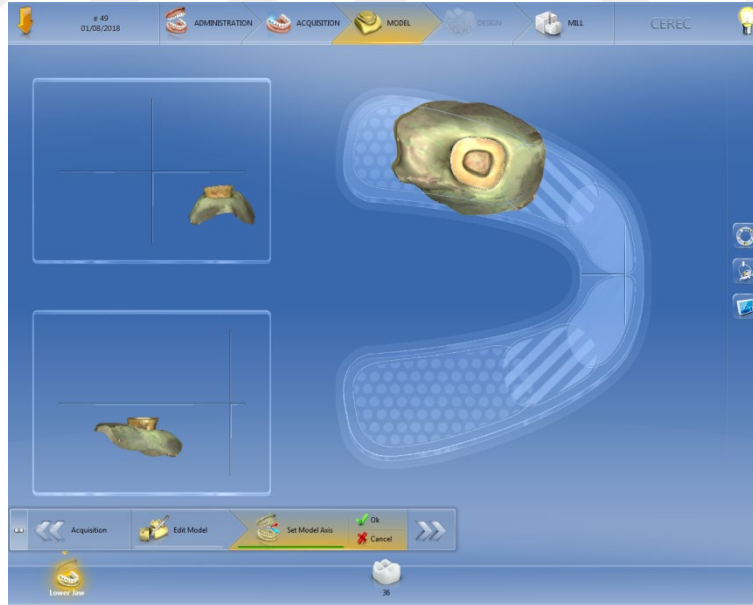 e 49
01/08/2018
ADMINISTRATION
ACQUISITION
MODEL
DESIGN
MILL
CEREC
Acquisition
Edit Model
Set Model Axis
Ok
Cancel
Lower Jaw
36